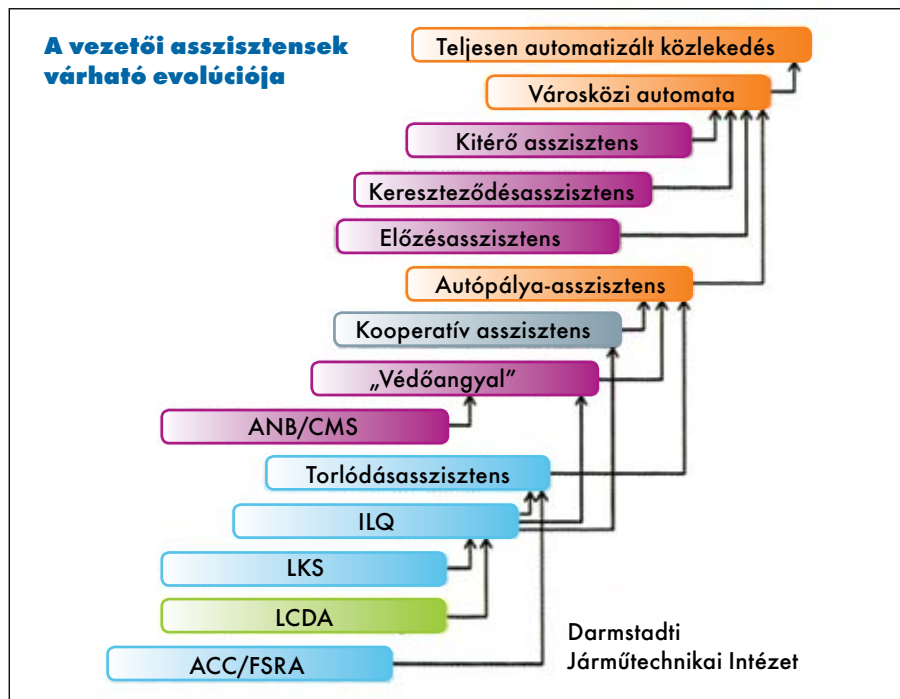 A vezetői asszisztensek
várható evolúciója
Teljesen automatizált közlekedés
Városközi automata
Kitérő asszisztens
Kereszteződésasszisztens
Előzésasszisztens
Autópálya-asszisztens
Kooperatív asszisztens
„Védőangyal”
ANB/CMS
Torlódásasszisztens
ILQ
LKS
LCDA
ACC/FSRA
Darmstadti
Járműtechnikai Intézet